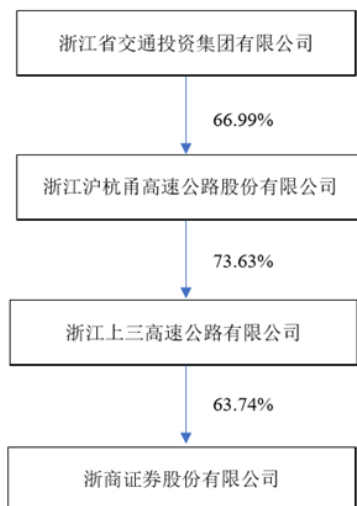 浙江省交通投资集团有限公司
66.99%
浙江沪杭甬高速公路股份有限公司
73.63%
浙江上三高速公路有限公司
63.74%
浙商证券股份有限公司